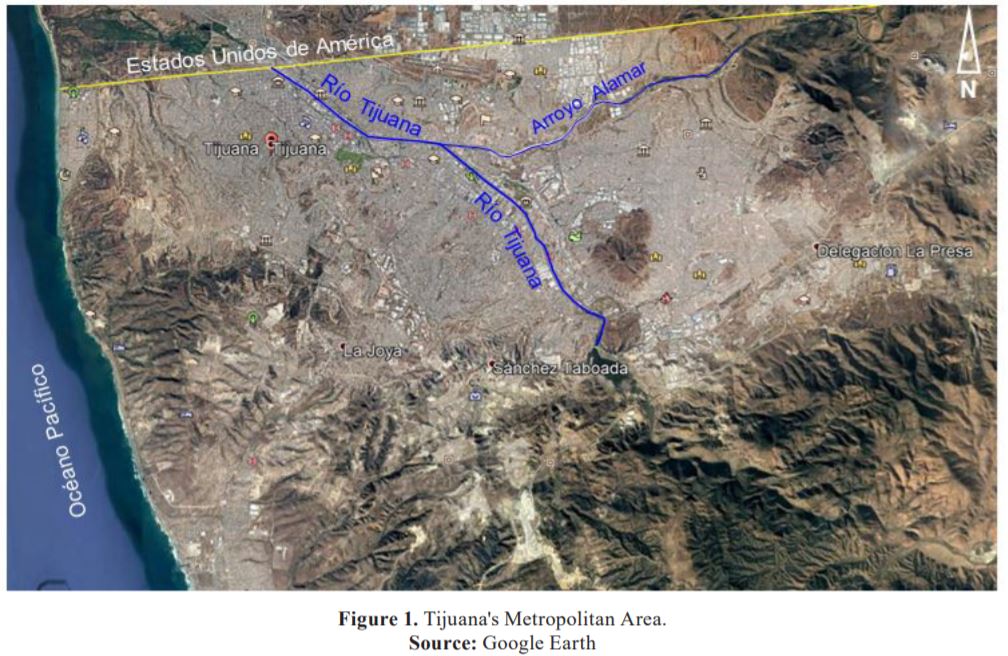 Estados Unidos de América
Río Tijuana
Arroyo Alamar
Tijuana Tijuana
Río Tijuana
Delegacion La Presa
La Joya
Sánchez Taboada
Océano Pacífico
N
Figure 1. Tijuana's Metropolitan Area.
Source: Google Earth